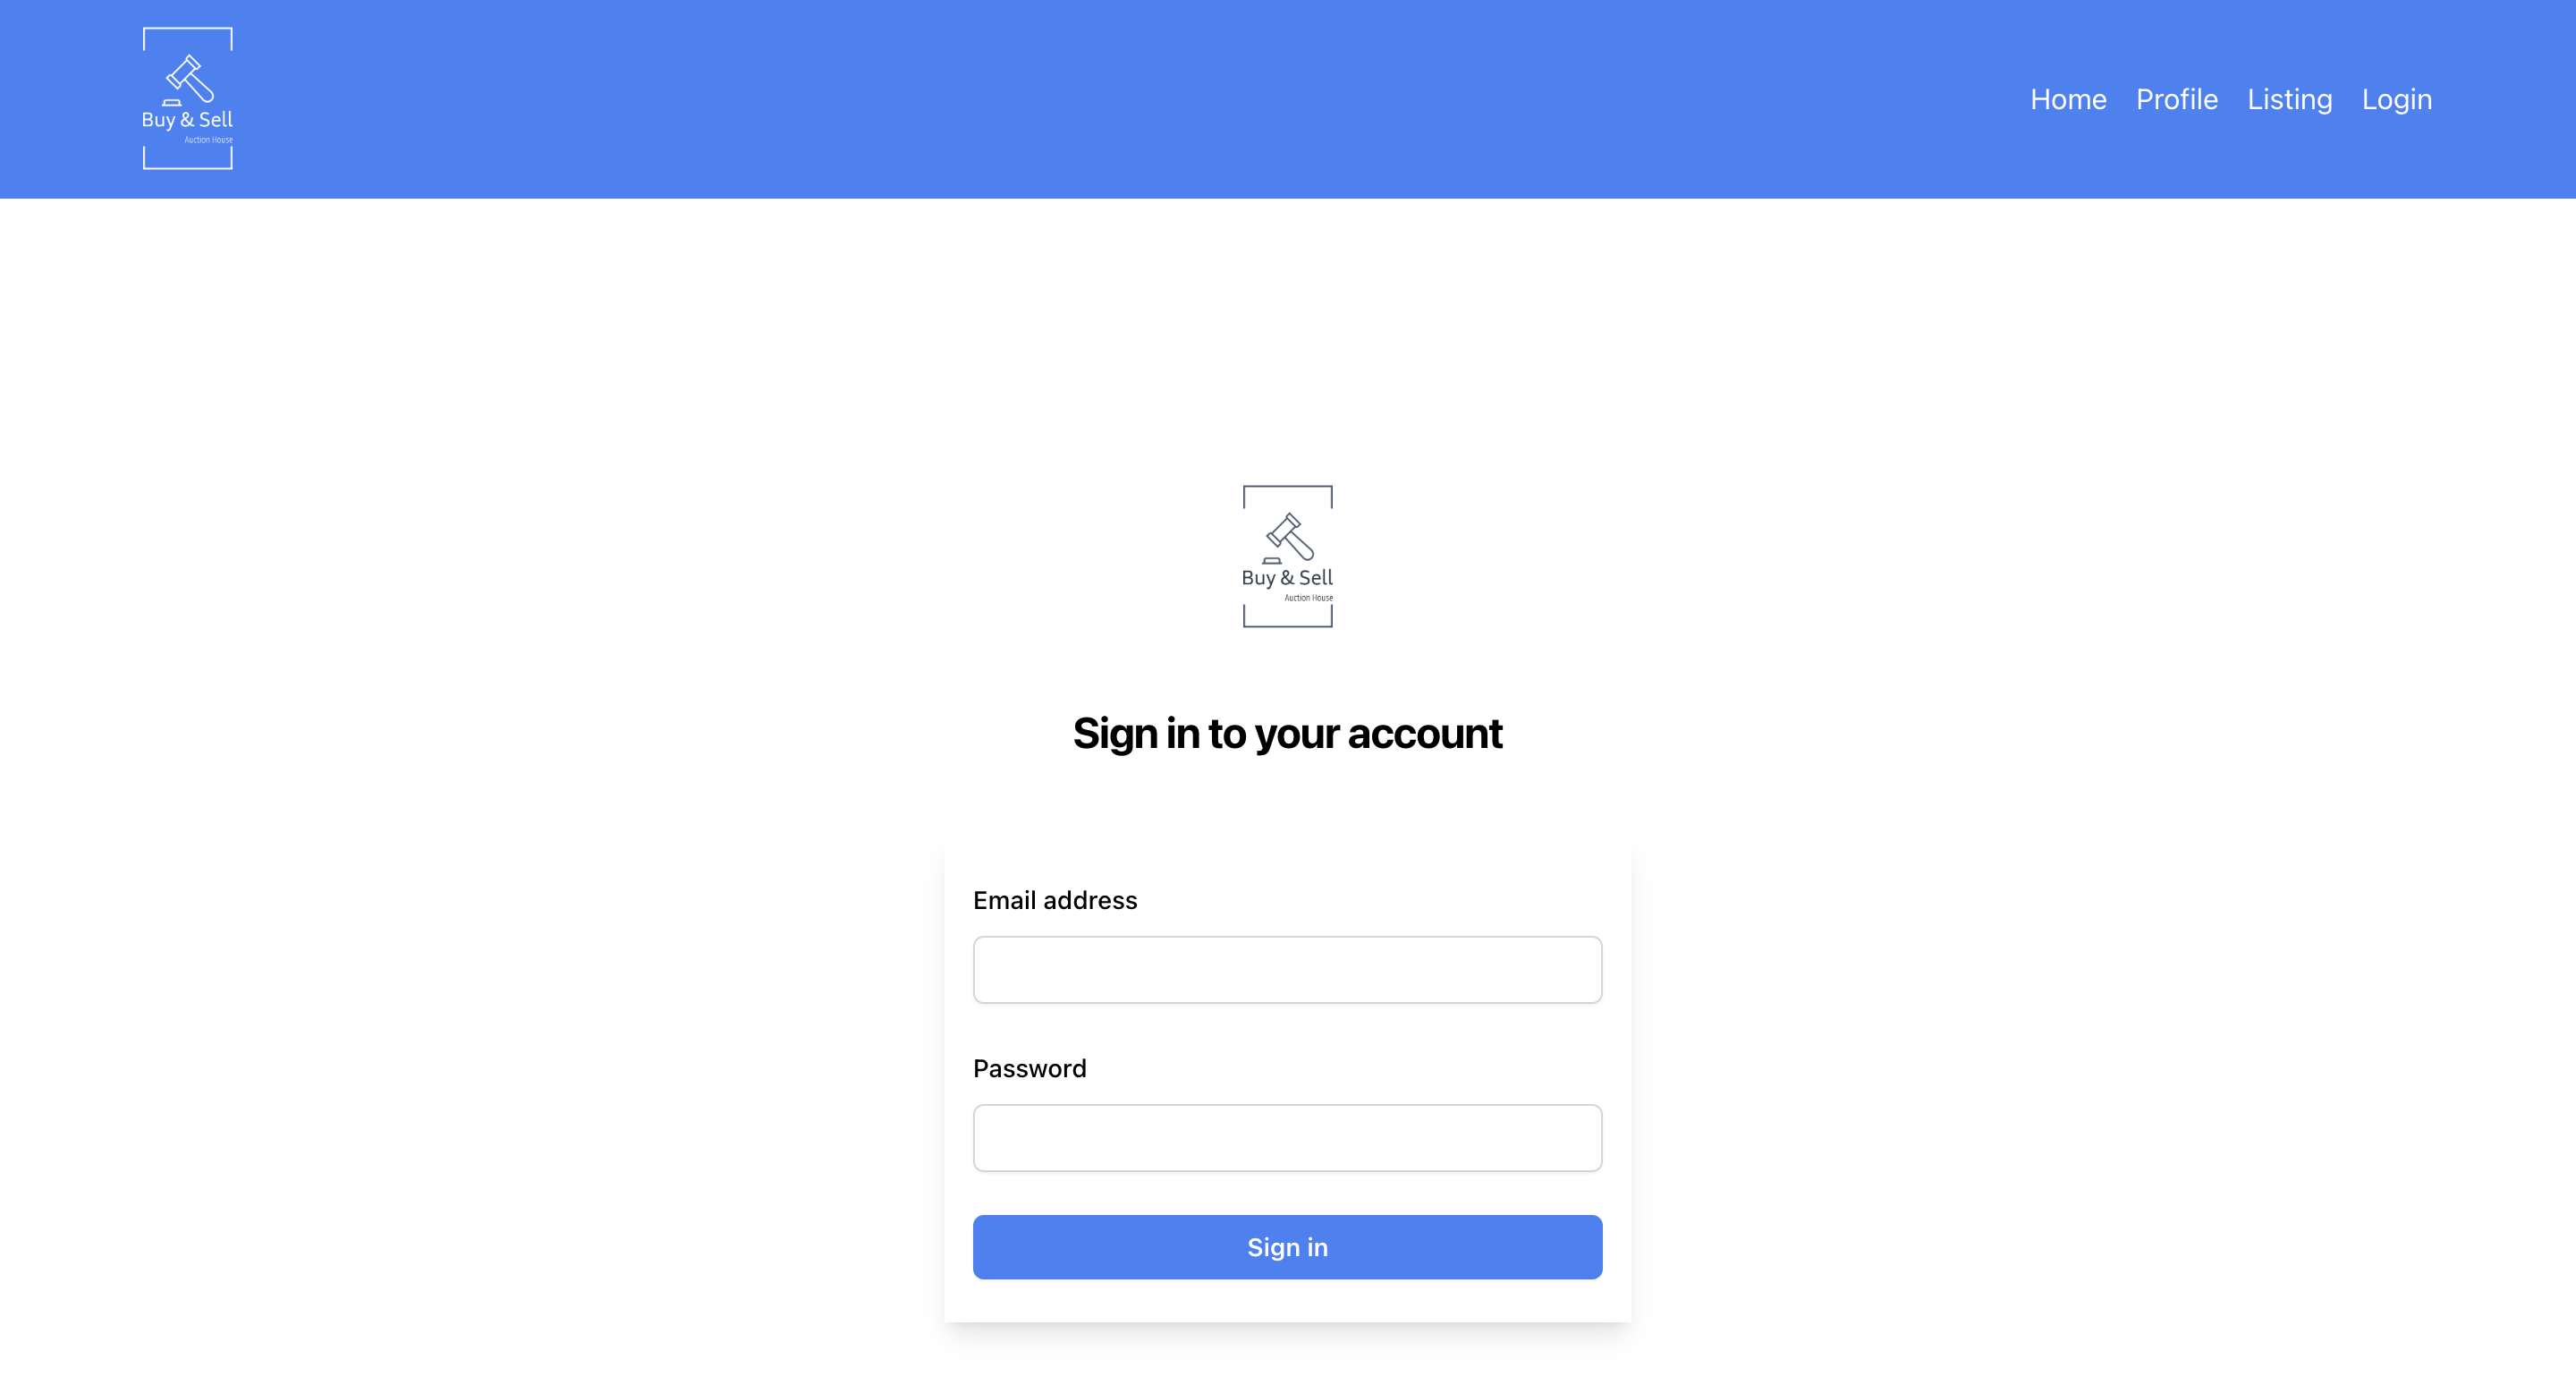 Buy & Sell
Auction House
Home Profile Listing Login
Buy & Sell
Auction House
Sign in to your account
Email address
Password
Sign in